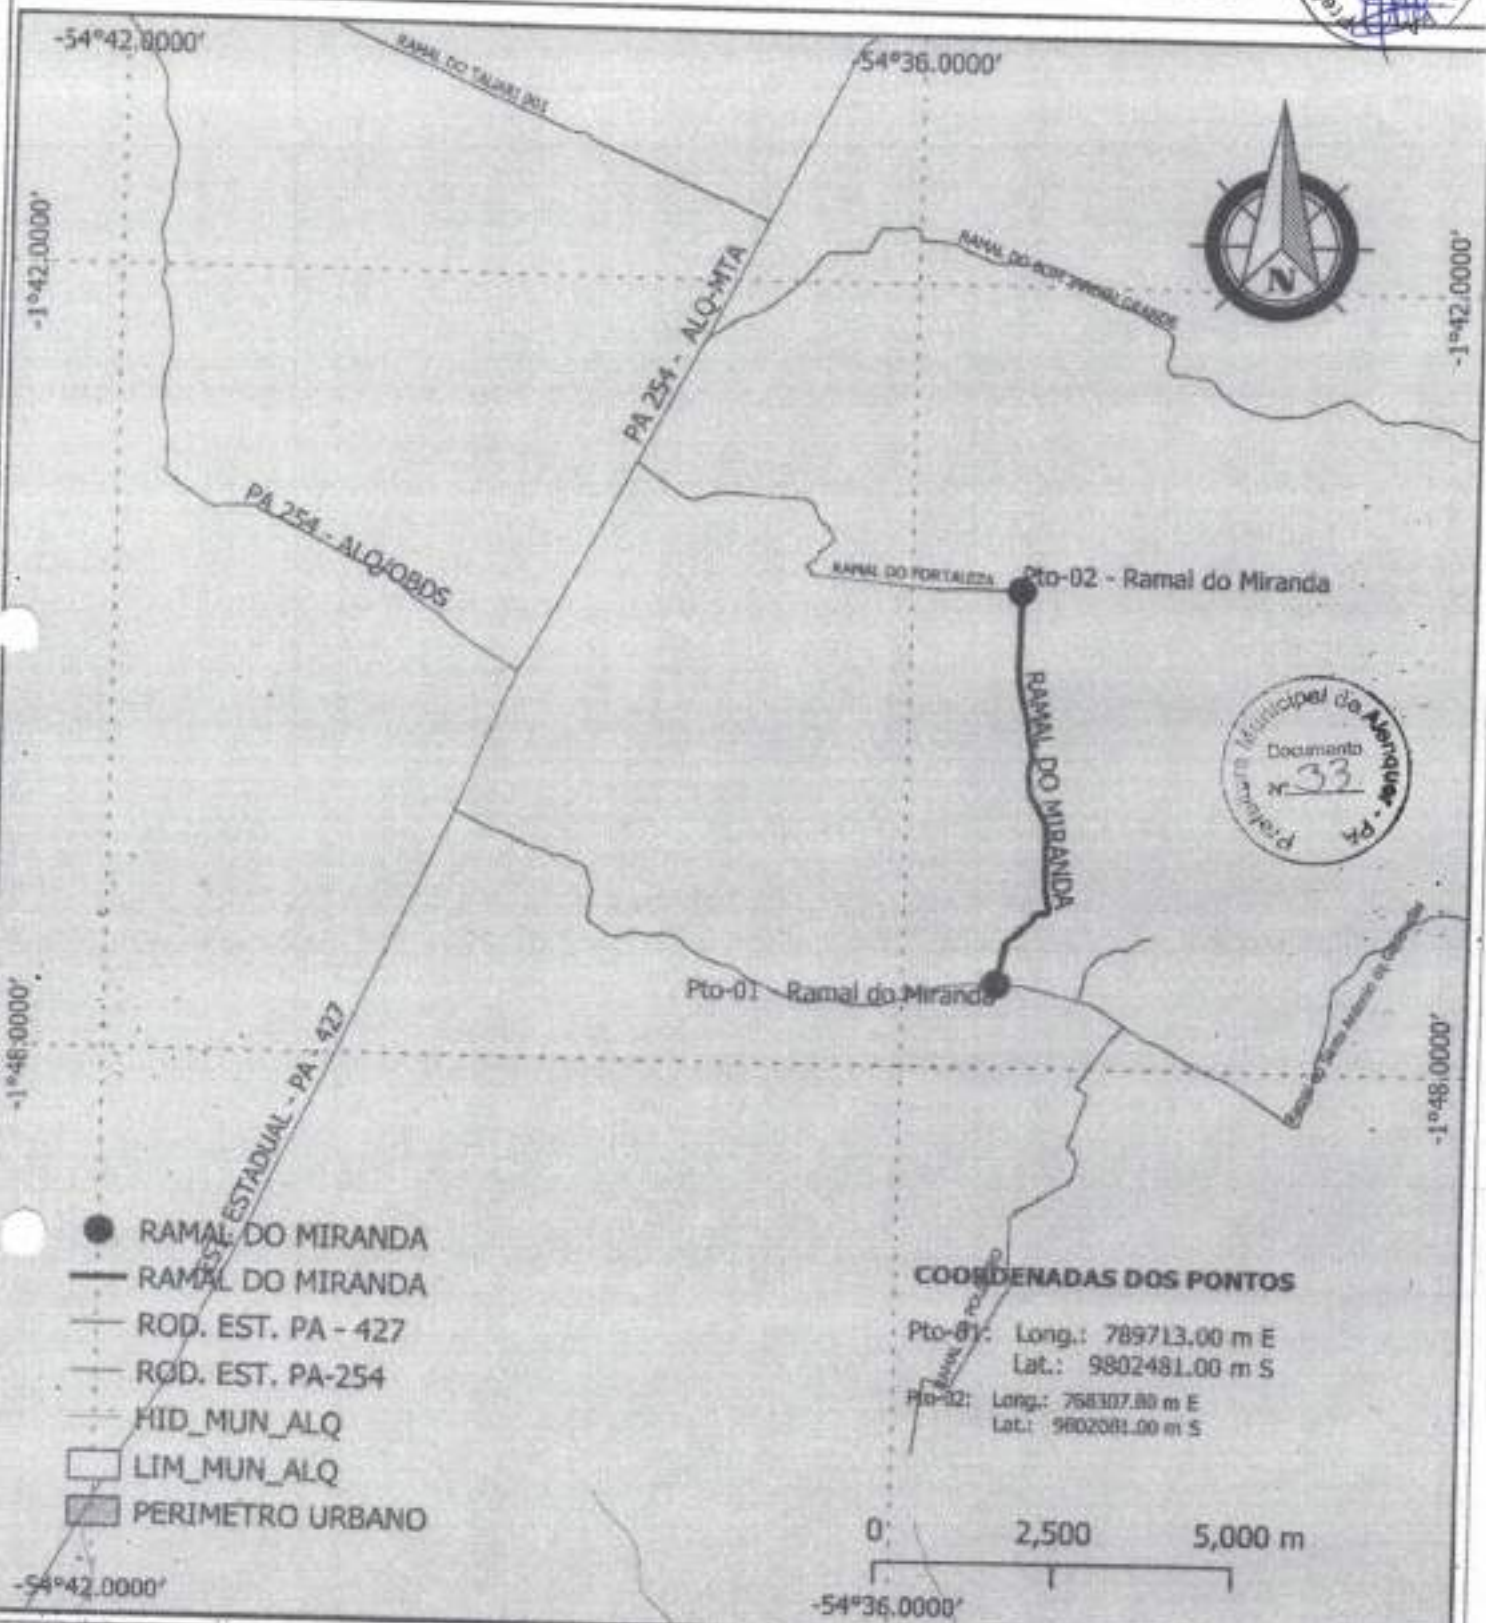 -54°42.0000'
-54°36.0000'
RAMAL DO TAUARI 001
-1°42.0000'
-1°42.0000'
RAMAL DO BOM JARDIM GRANDE
N
PA 254 - ALQ-MTA
PA 254 - ALQ/OBDS
RAMAL DO FORTALEZA
Pto-02 - Ramal do Miranda
RAMAL DO MIRANDA
Prefeitura Municipal de Alenquer - PA
Documento
Nº 33
Pto-01 - Ramal do Miranda
-1°48.0000'
-1°48.0000'
EST. ESTADUAL - PA - 427
RAMAL DO MIRANDA
RAMAL DO MIRANDA
ROD. EST. PA - 427
ROD. EST. PA-254
HID_MUN_ALQ
LIM_MUN_ALQ
PERIMETRO URBANO
COORDENADAS DOS PONTOS
Pto-01: Long.: 789713.00 m E
Lat.: 9802481.00 m S
Pto-02: Long.: 768307.80 m E
Lat.: 9802081.00 m S
0 2,500 5,000 m
-54°42.0000'
-54°36.0000'